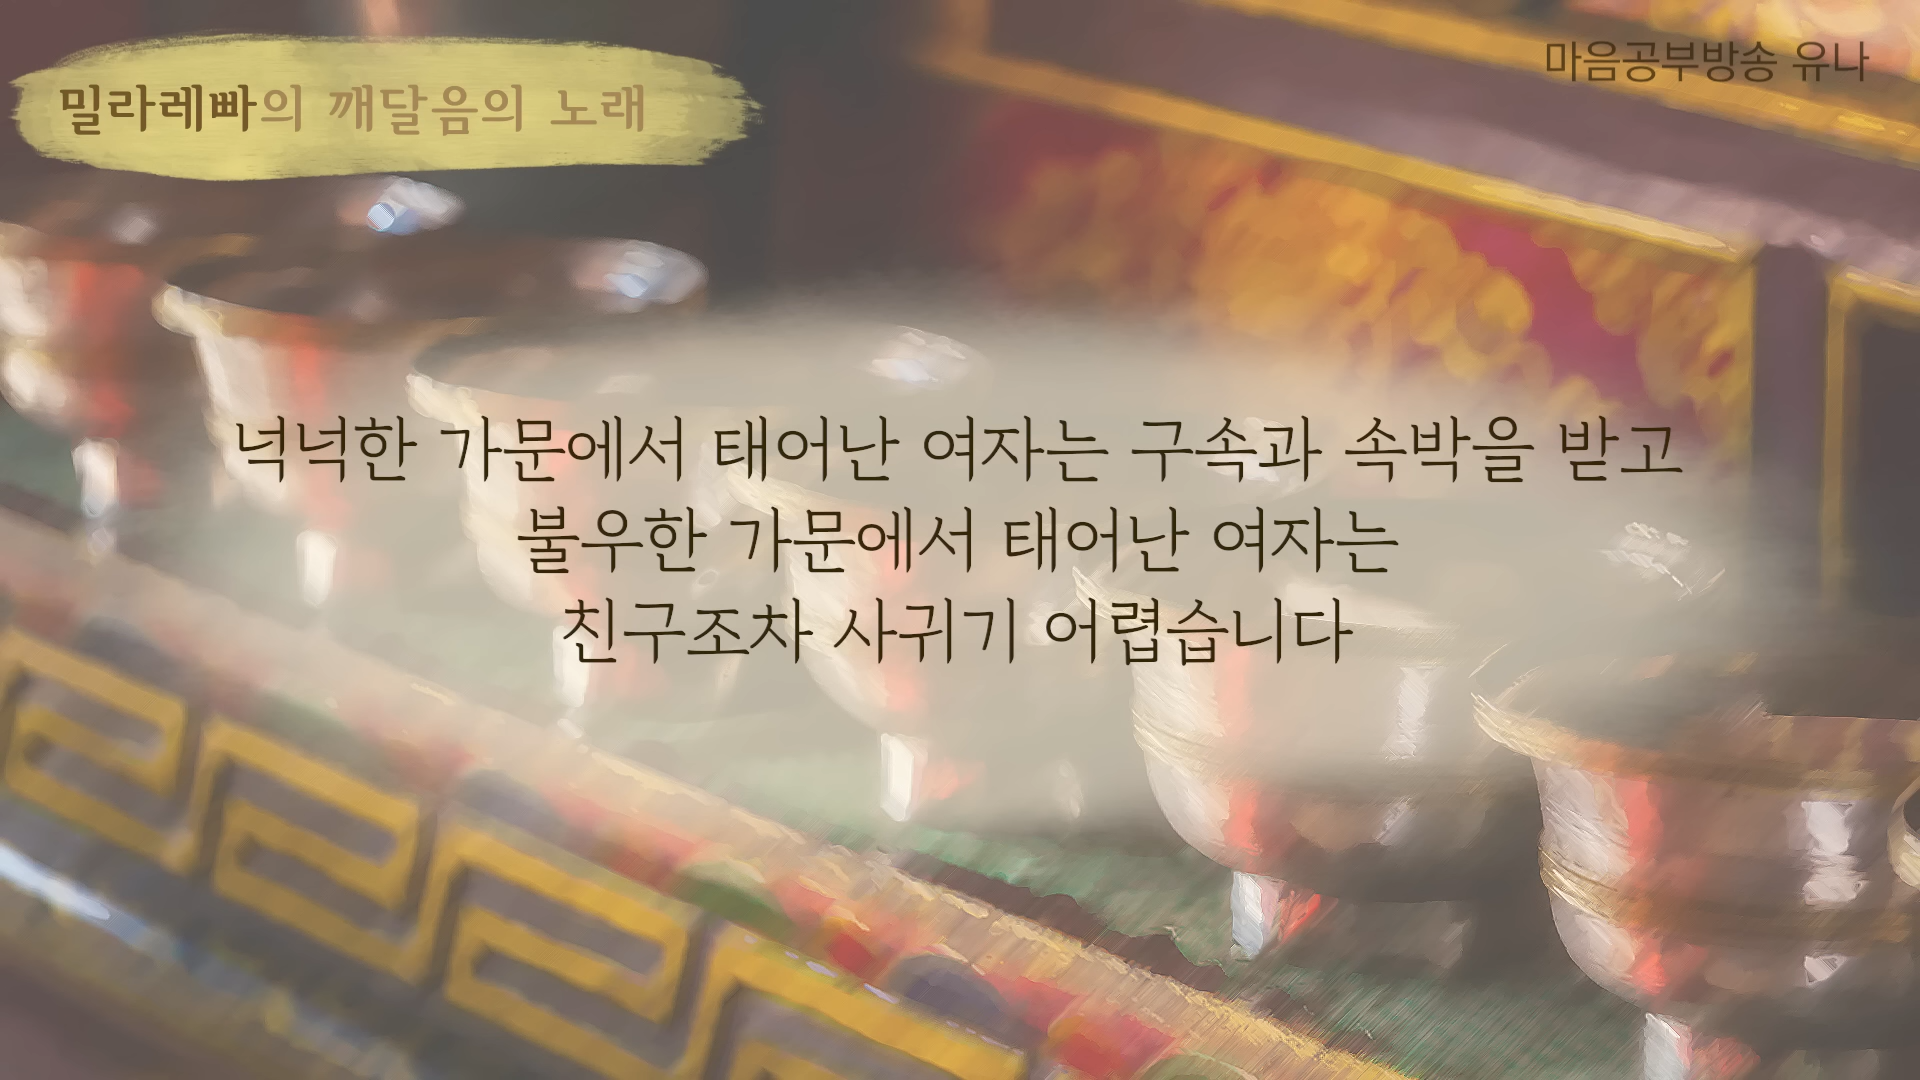 밀라레빠의 깨달음의 노래
마음공부방송 유나
넉넉한 가문에서 태어난 여자는 구속과 속박을 받고
불우한 가문에서 태어난 여자는
친구조차 사귀기 어렵습니다